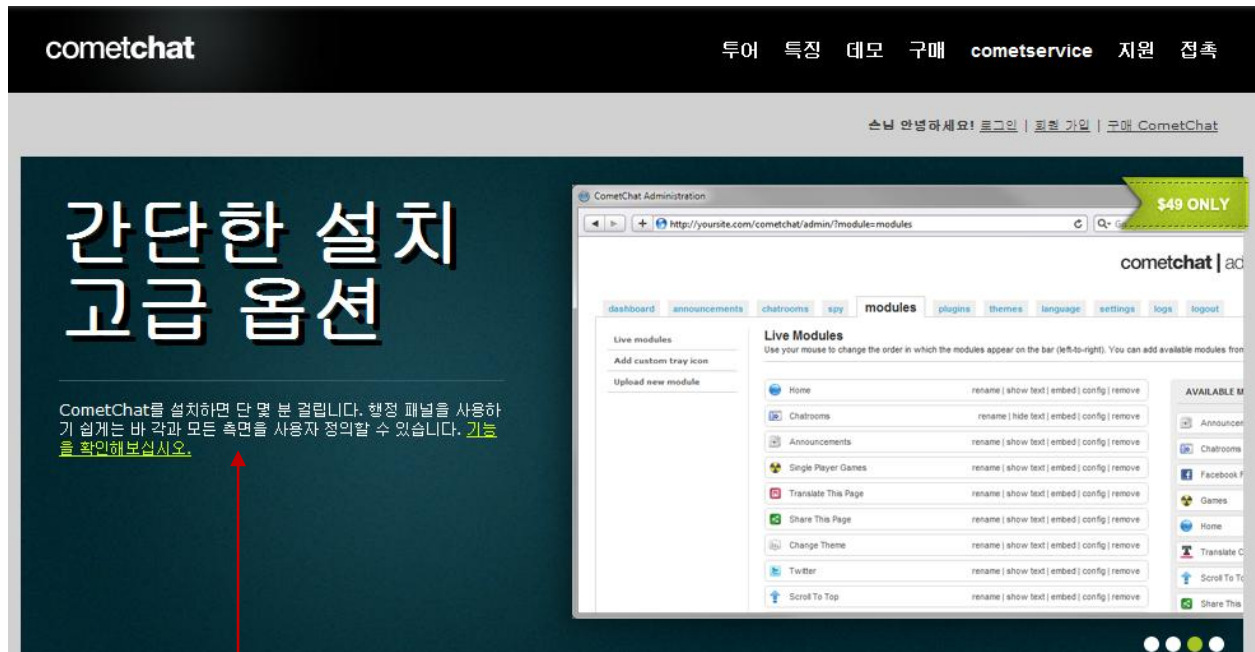 cometchat
투어 특징 데모 구매 cometservice 지원 접촉
손님 안녕하세요! 로그인 | 회원 가입 | 구매 CometChat
간단한 설치
고급 옵션
CometChat를 설치하면 단 몇 분 걸립니다. 행정 패널을 사용하
기 쉽게는 바 각과 모든 측면을 사용자 정의할 수 있습니다. 기능
을 확인해보십시오.
CometChat Administration
$49 ONLY
http://yoursite.com/cometchat/admin/?module=modules
cometchat | ad
dashboard announcements chatrooms spy modules plugins themes language settings logs logout
Live modules
Add custom tray icon
Upload new module
Live Modules
Use your mouse to change the order in which the modules appear on the bar (left-to-right). You can add available modules from
Home rename | show text | embed | config | remove
Chatrooms rename | hide text | embed | config | remove
Announcements rename | show text | embed | config | remove
Single Player Games rename | show text | embed | config | remove
Translate This Page rename | show text | embed | config | remove
Share This Page rename | show text | embed | config | remove
Change Theme rename | show text | embed | config | remove
Twitter rename | show text | embed | config | remove
Scroll To Top rename | show text | embed | config | remove
AVAILABLE M
Announcer
Chatrooms
Facebook F
Games
Home
Translate C
Scroll To To
Share This